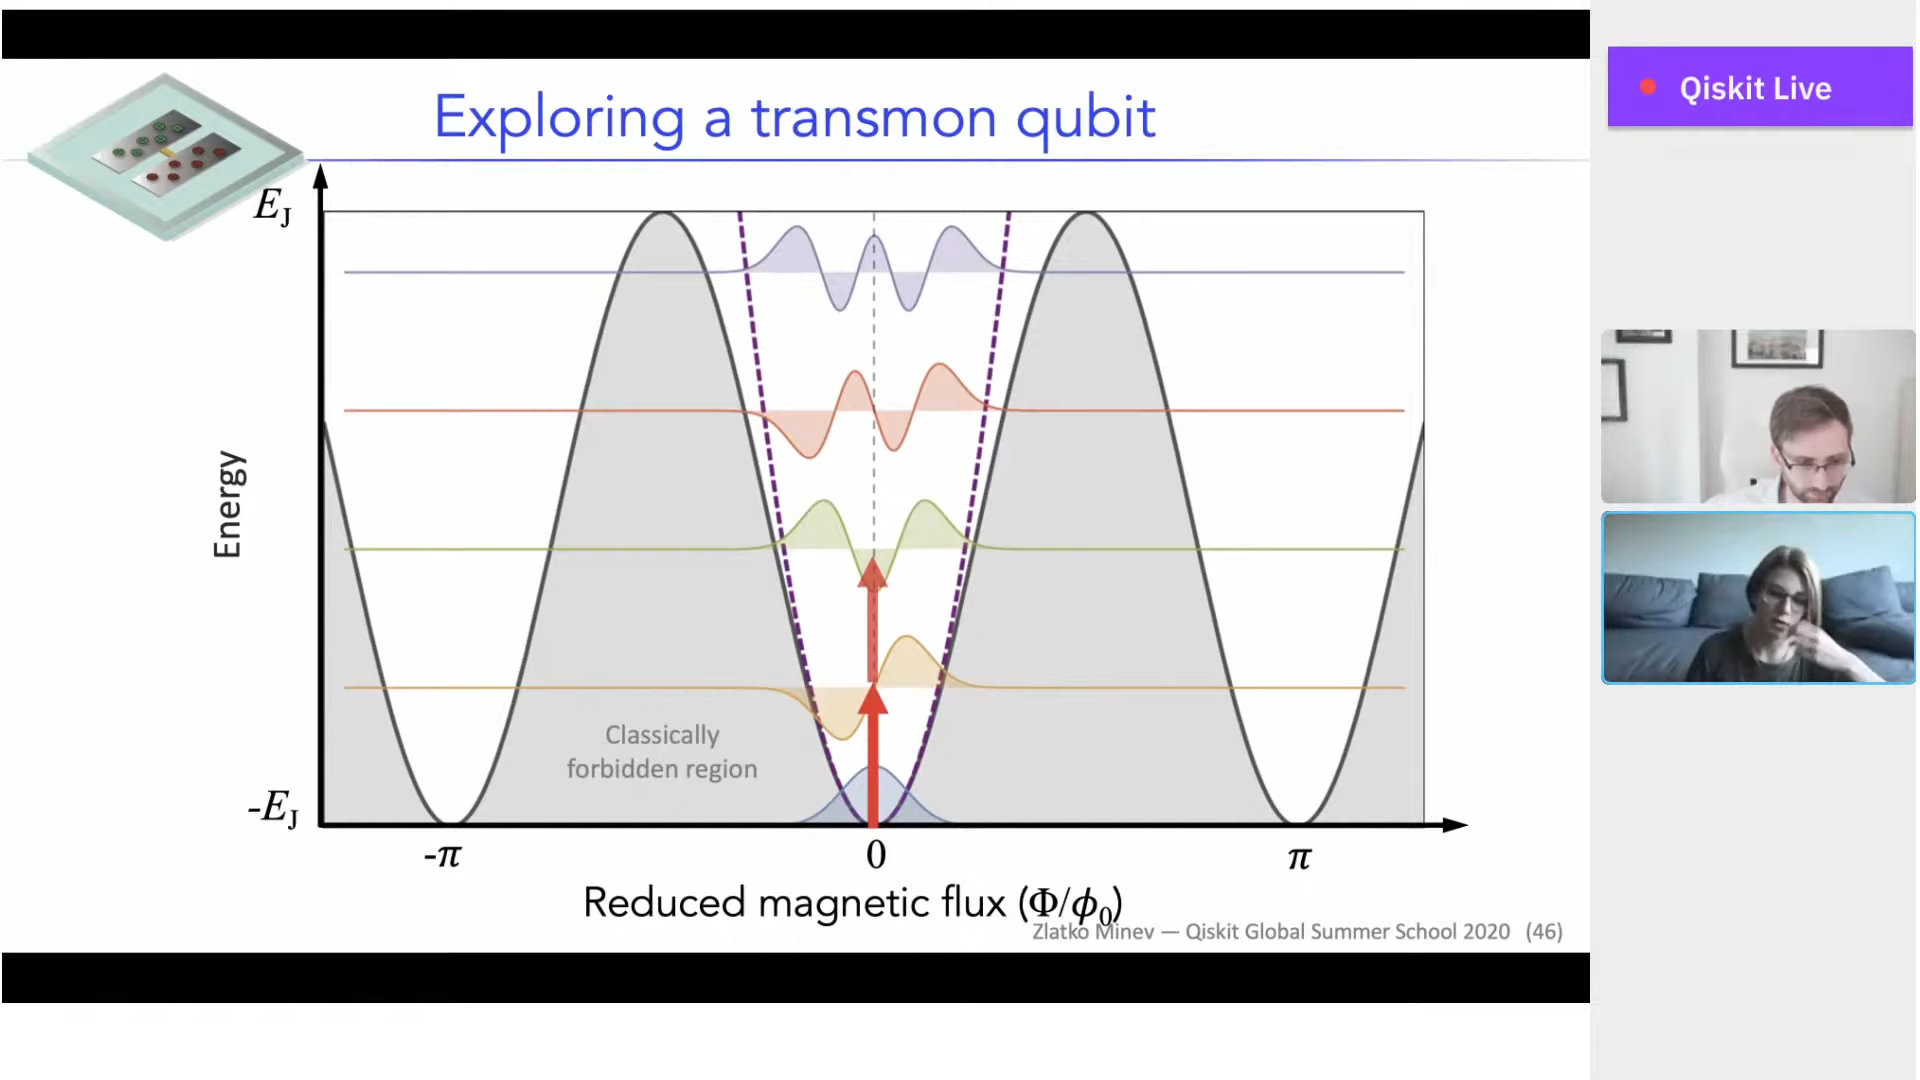 Exploring a transmon qubit
Qiskit Live
E_J
Energy
Classically
forbidden region
-E_J
-π
0
π
Reduced magnetic flux (Φ/ϕ_0)
Zlatko Minev — Qiskit Global Summer School 2020 (46)